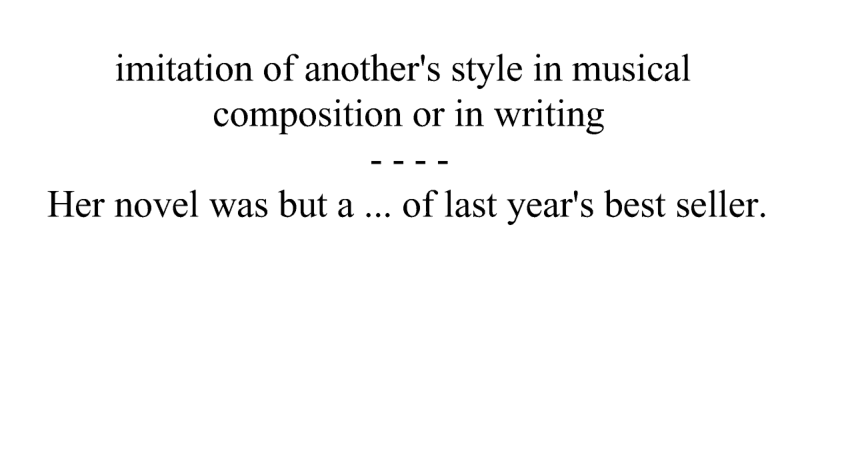 imitation of another's style in musical
composition or in writing
- - - -
Her novel was but a ... of last year's best seller.